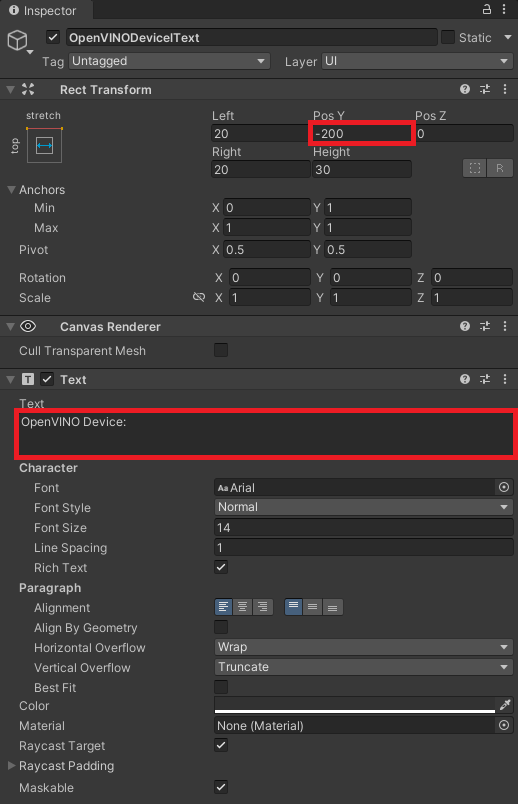 Inspector
OpenVINODeviceIText Static
Tag Untagged Layer UI
Rect Transform
stretch Left Pos Y Pos Z
top 20 -200 0
Right Height
20 30 R
Anchors
Min X 0 Y 1
Max X 1 Y 1
Pivot X 0.5 Y 0.5
Rotation X 0 Y 0 Z 0
Scale X 1 Y 1 Z 1
Canvas Renderer
Cull Transparent Mesh
T Text
Text
OpenVINO Device:
Character
Font Aa Arial
Font Style Normal
Font Size 14
Line Spacing 1
Rich Text
Paragraph
Alignment
Align By Geometry
Horizontal Overflow Wrap
Vertical Overflow Truncate
Best Fit
Color
Material None (Material)
Raycast Target
Raycast Padding
Maskable